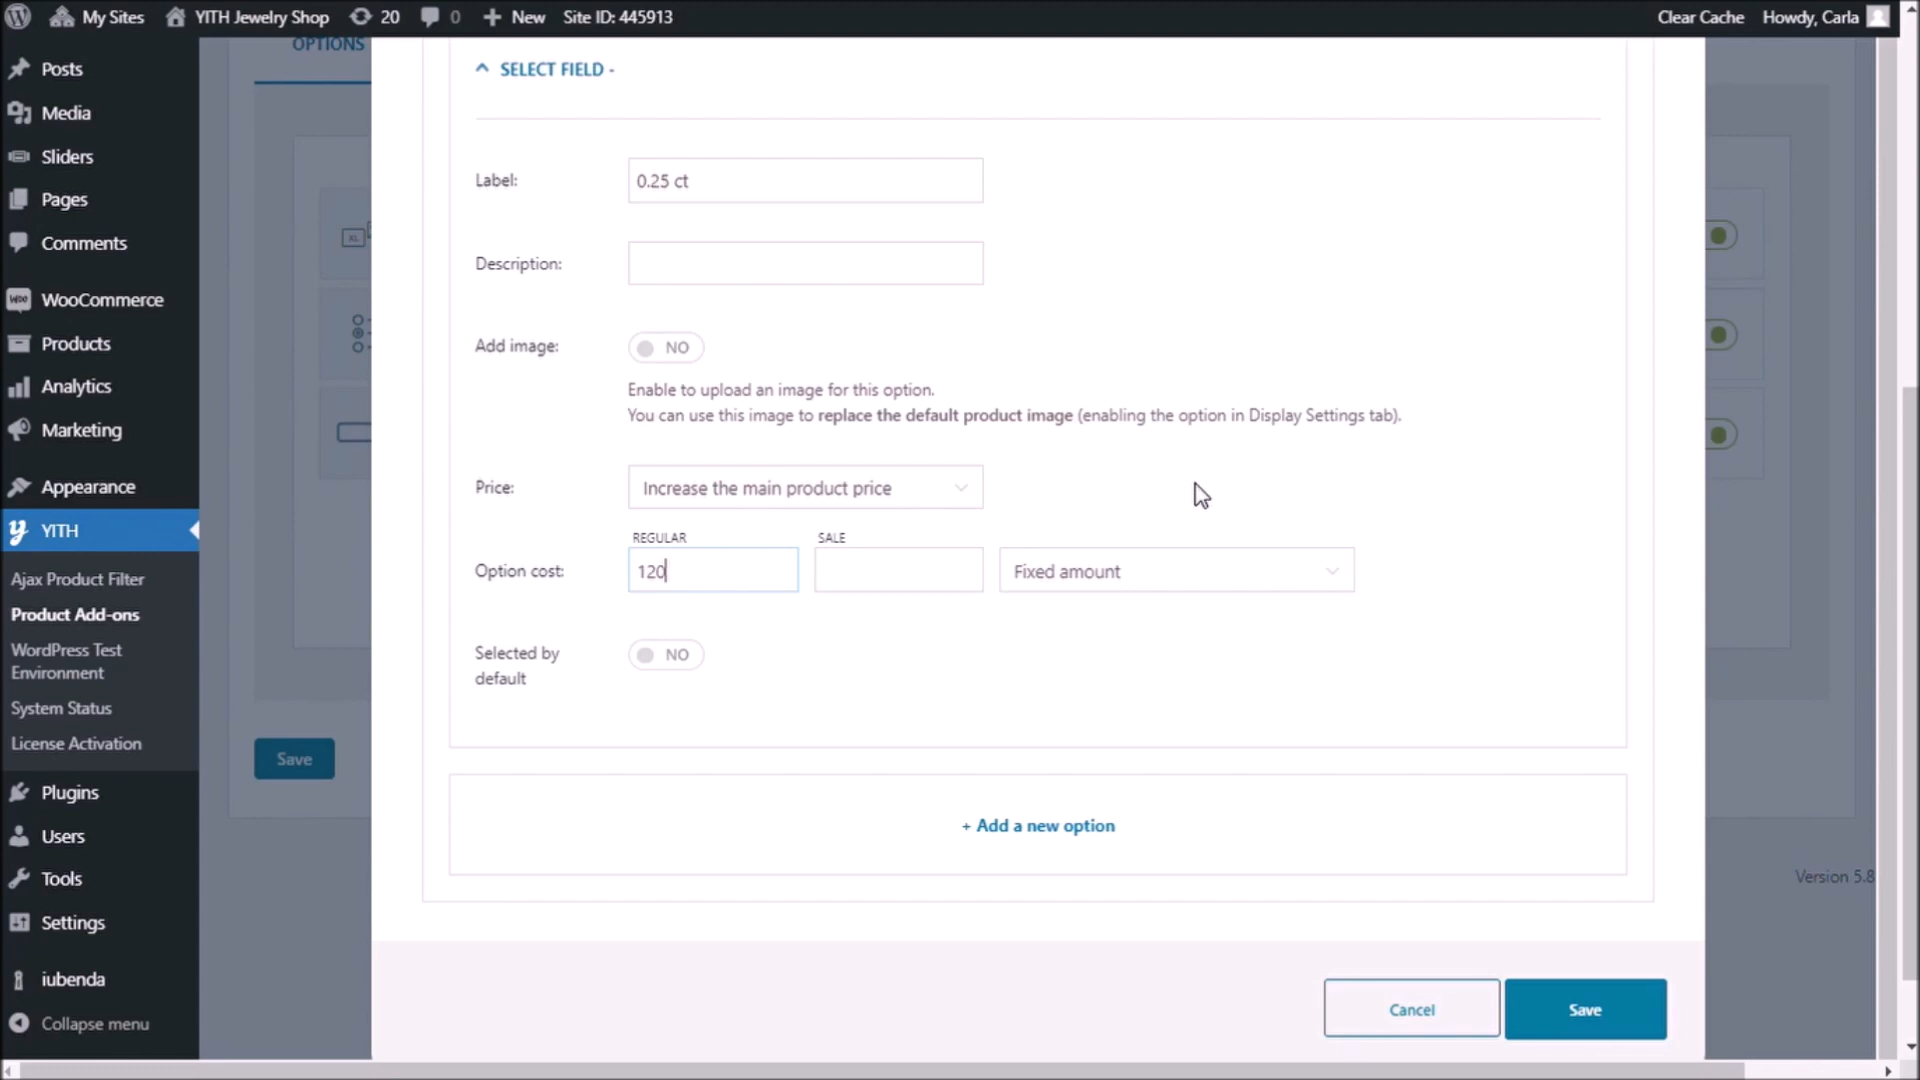 My Sites
YITH Jewelry Shop
20
0
New
Site ID: 445913
Clear Cache
Howdy, Carla
Posts
Media
Sliders
Pages
Comments
WooCommerce
Products
Analytics
Marketing
Appearance
YITH
Ajax Product Filter
Product Add-ons
WordPress Test
Environment
System Status
License Activation
Plugins
Users
Tools
Settings
iubenda
Collapse menu
OPTIONS
XL
Save
SELECT FIELD -
Label:
0.25 ct
Description:
Add image:
NO
Enable to upload an image for this option.
You can use this image to replace the default product image (enabling the option in Display Settings tab).
Price:
Increase the main product price
REGULAR
SALE
Option cost:
120
Fixed amount
Selected by
default
NO
+ Add a new option
Version 5.8
Cancel
Save